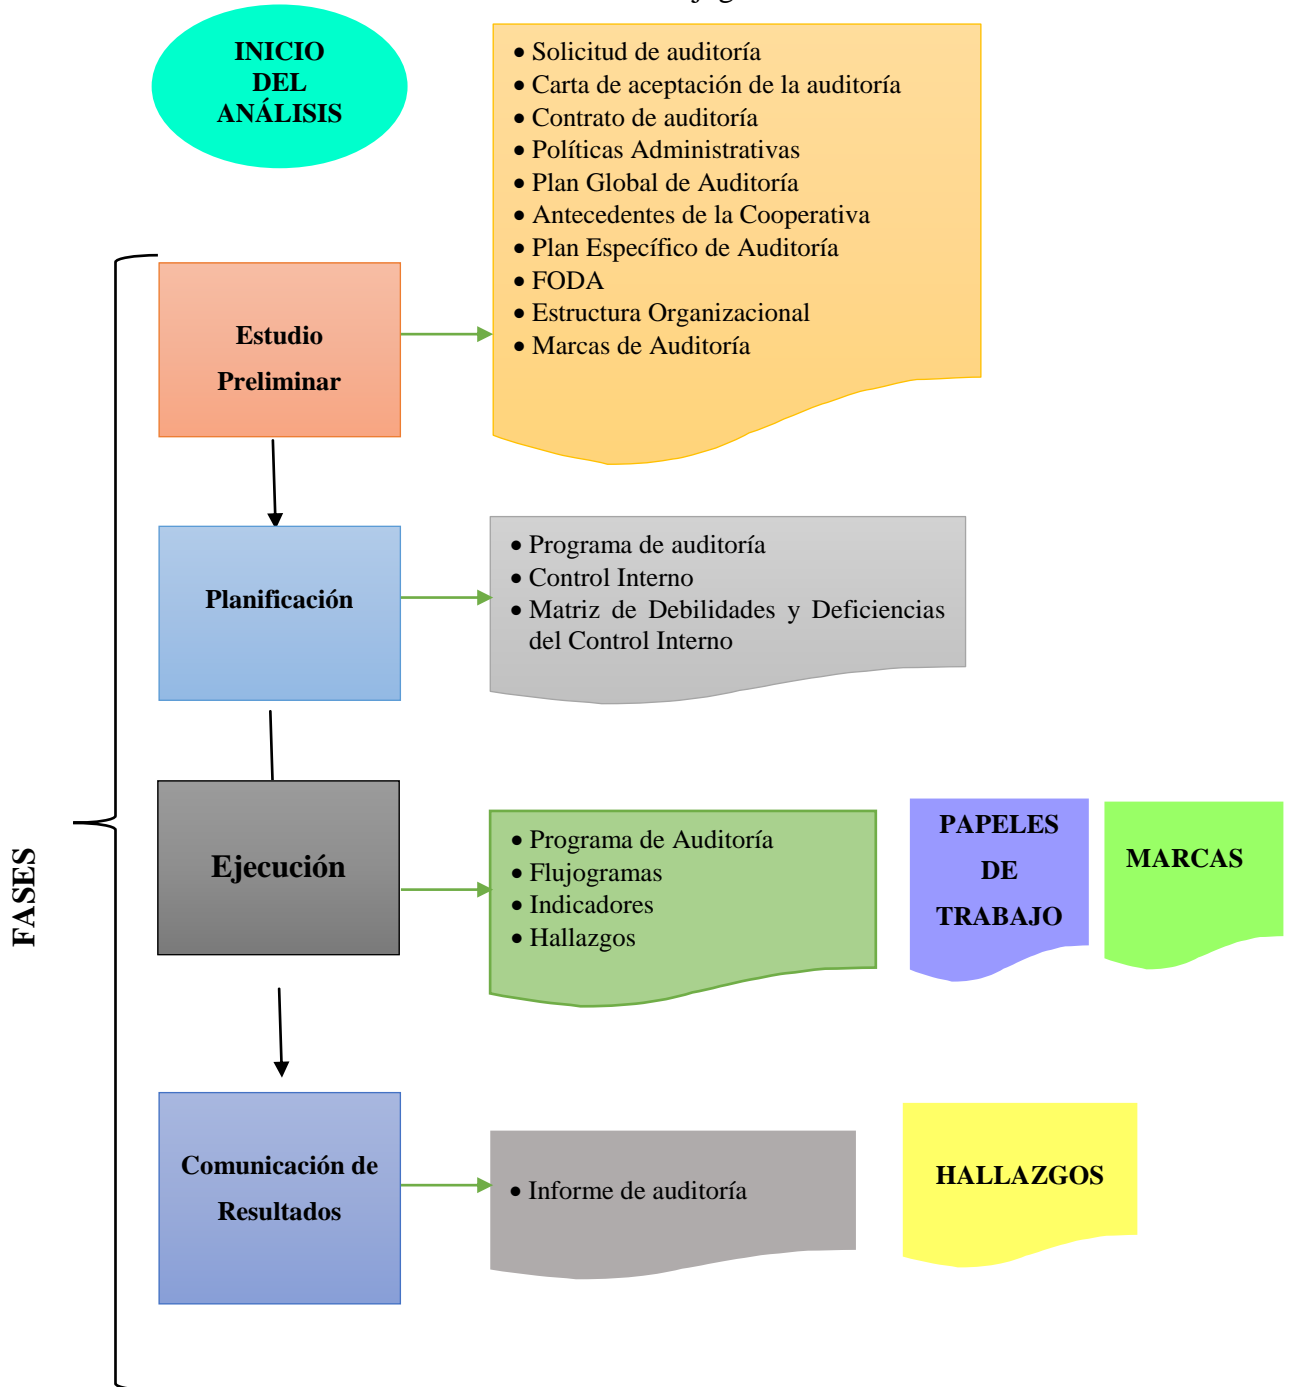 INICIO
DEL
ANÁLISIS
• Solicitud de auditoría
• Carta de aceptación de la auditoría
• Contrato de auditoría
• Políticas Administrativas
• Plan Global de Auditoría
• Antecedentes de la Cooperativa
• Plan Específico de Auditoría
• FODA
• Estructura Organizacional
• Marcas de Auditoría
Estudio
Preliminar
Planificación
• Programa de auditoría
• Control Interno
• Matriz de Debilidades y Deficiencias
del Control Interno
FASES
Ejecución
• Programa de Auditoría
• Flujogramas
• Indicadores
• Hallazgos
PAPELES
DE
TRABAJO
MARCAS
Comunicación de
Resultados
• Informe de auditoría
HALLAZGOS